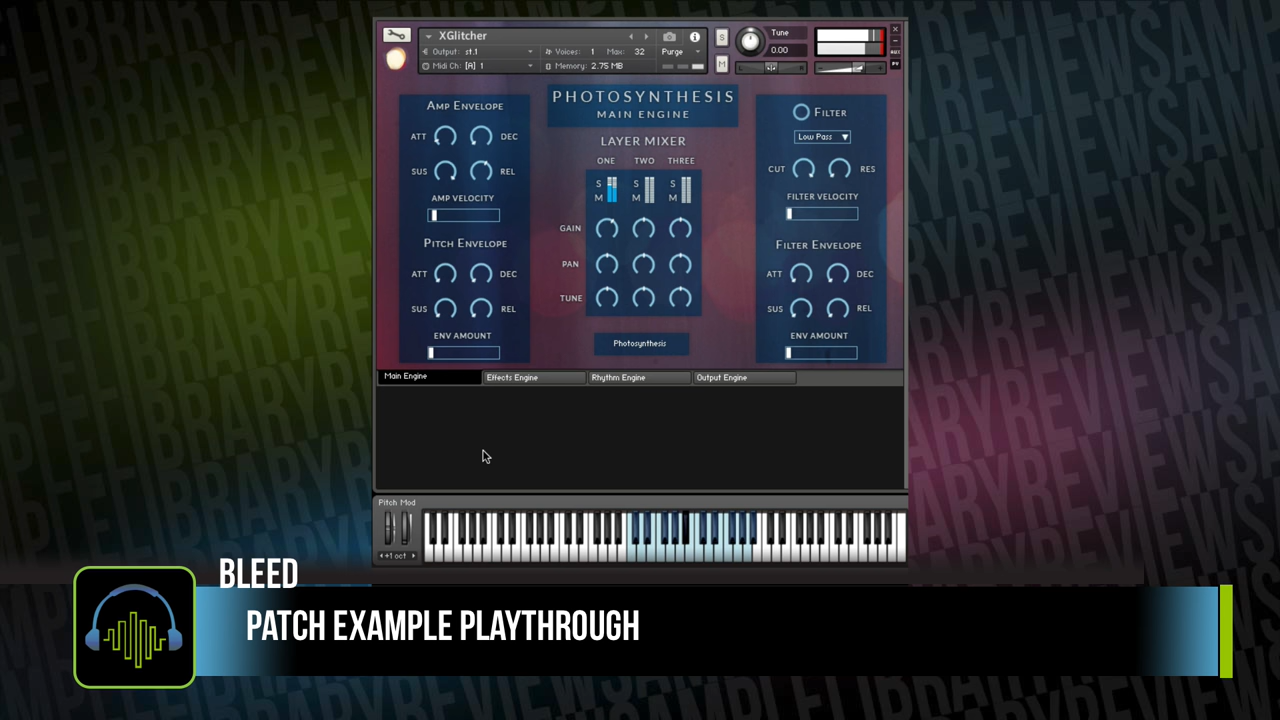 XGlitcher
Output: st.1
Voices: 1 Max: 32
Purge
Midi Ch: [A] 1
Memory: 2.75 MB
S
M
Tune
0.00
L R
AUX
PV
PHOTOSYNTHESIS
MAIN ENGINE
AMP ENVELOPE
ATT DEC
SUS REL
AMP VELOCITY
PITCH ENVELOPE
ATT DEC
SUS REL
ENV AMOUNT
LAYER MIXER
ONE TWO THREE
S S S
M M M
GAIN
PAN
TUNE
Photosynthesis
FILTER
Low Pass
CUT RES
FILTER VELOCITY
FILTER ENVELOPE
ATT DEC
SUS REL
ENV AMOUNT
Main Engine Effects Engine Rhythm Engine Output Engine
Pitch Mod
+1 oct
BLEED
PATCH EXAMPLE PLAYTHROUGH